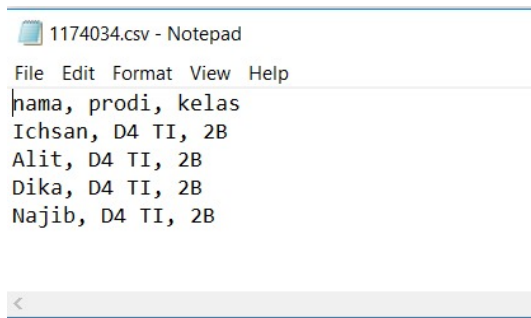 1174034.csv - Notepad
File Edit Format View Help
nama, prodi, kelas
Ichsan, D4 TI, 2B
Alit, D4 TI, 2B
Dika, D4 TI, 2B
Najib, D4 TI, 2B